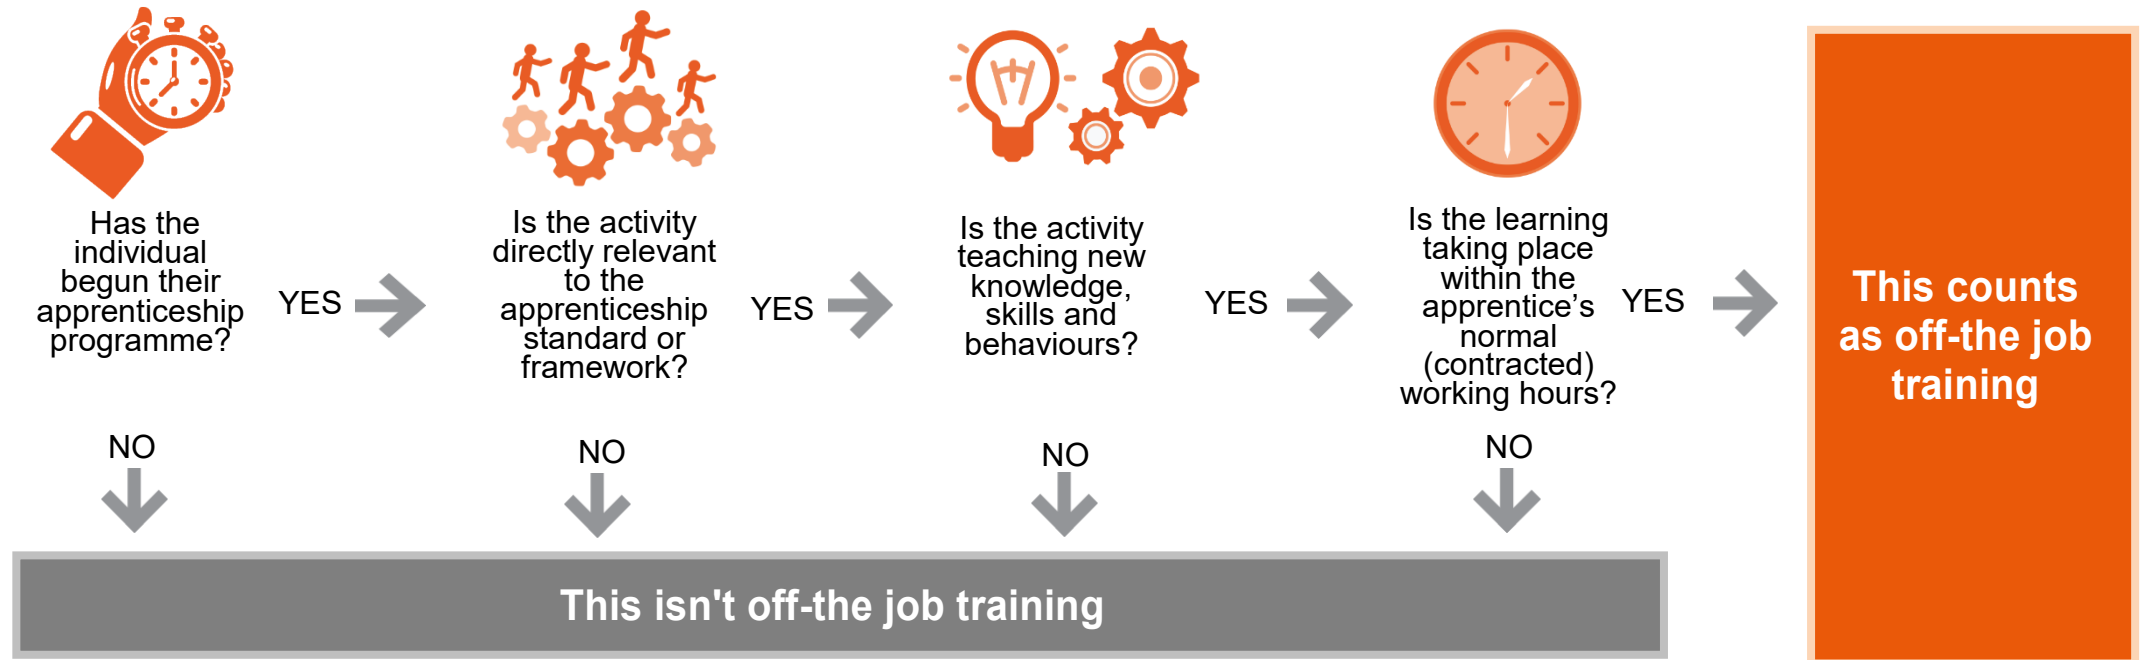 Has the
individual
begun their
apprenticeship
programme?
YES
NO
Is the activity
directly relevant
to the
apprenticeship
standard or
framework?
YES
NO
Is the activity
teaching new
knowledge,
skills and
behaviours?
YES
NO
Is the learning
taking place
within the
apprentice’s
normal
(contracted)
working hours?
YES
NO
This counts
as off-the job
training
This isn't off-the job training